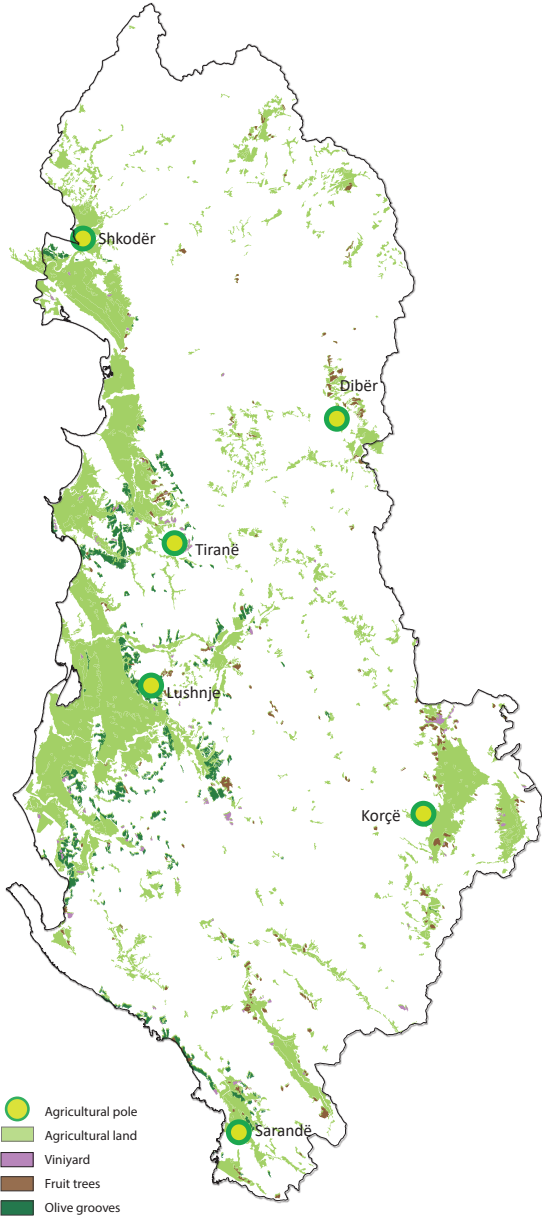 Shkodër
Dibër
Tiranë
Lushnje
Korçë
Sarandë
Agricultural pole
Agricultural land
Viniyard
Fruit trees
Olive grooves